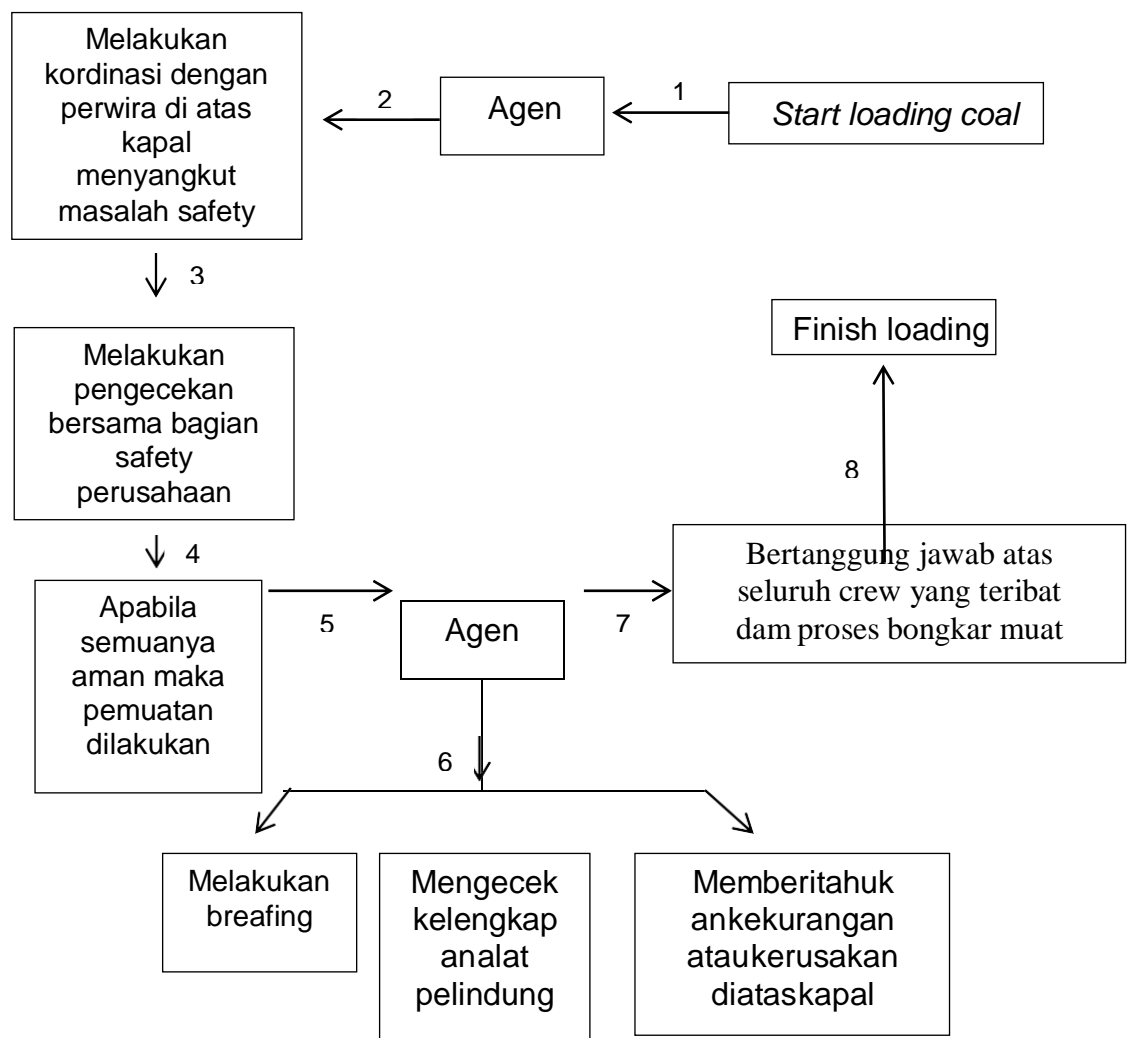 Melakukan
kordinasi dengan
perwira di atas
kapal
menyangkut
masalah safety
2
Agen
1
Start loading coal
3
Melakukan
pengecekan
bersama bagian
safety
perusahaan
Finish loading
8
4
Apabila
semuanya
aman maka
pemuatan
dilakukan
5
Agen
7
Bertanggung jawab atas
seluruh crew yang teribat
dam proses bongkar muat
6
Melakukan
breafing
Mengecek
kelengkap
analat
pelindung
Memberitahuk
ankekurangan
ataukerusakan
diataskapal